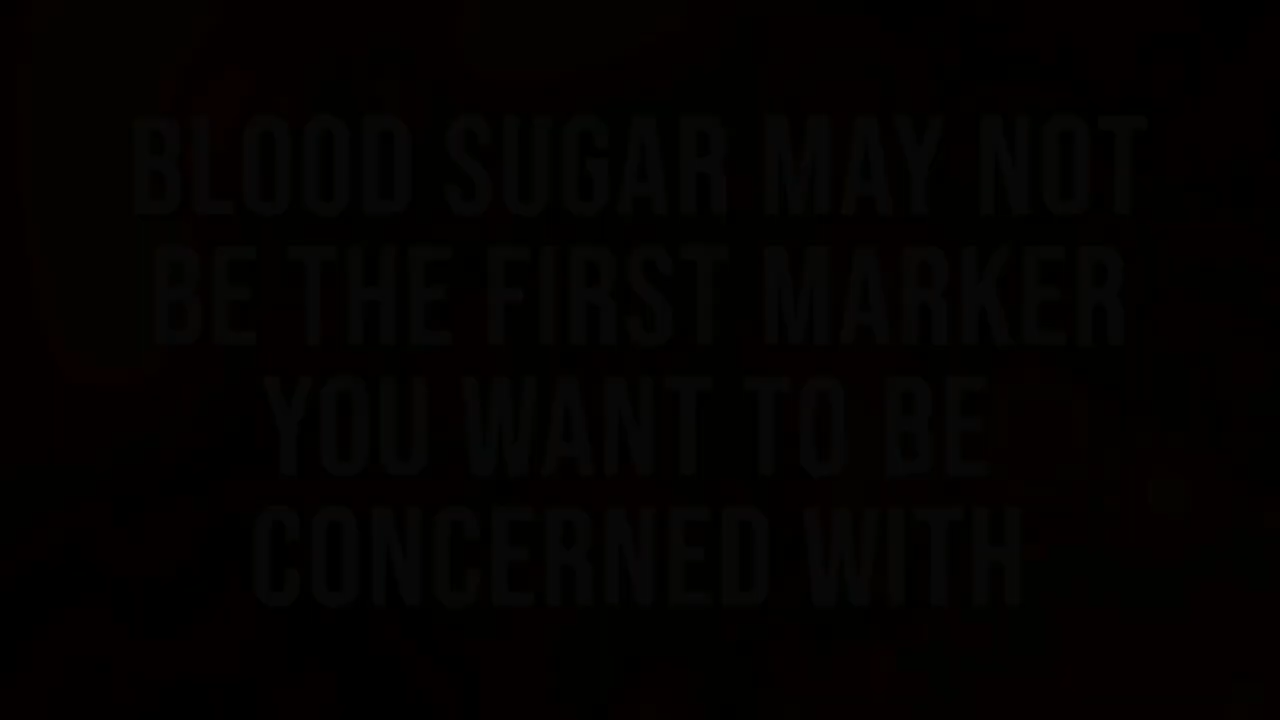 BLOOD SUGAR MAY NOT
BE THE FIRST MARKER
YOU WANT TO BE
CONCERNED WITH